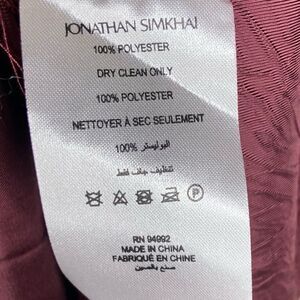 JONATHAN SIMKHAI
100% POLYESTER
DRY CLEAN ONLY
100% POLYESTER
NETTOYER À SEC SEULEMENT
البوليستر %100
تنظيف جاف فقط
P
RN 94992
MADE IN CHINA
FABRIQUÉ EN CHINE
صنع بالصين